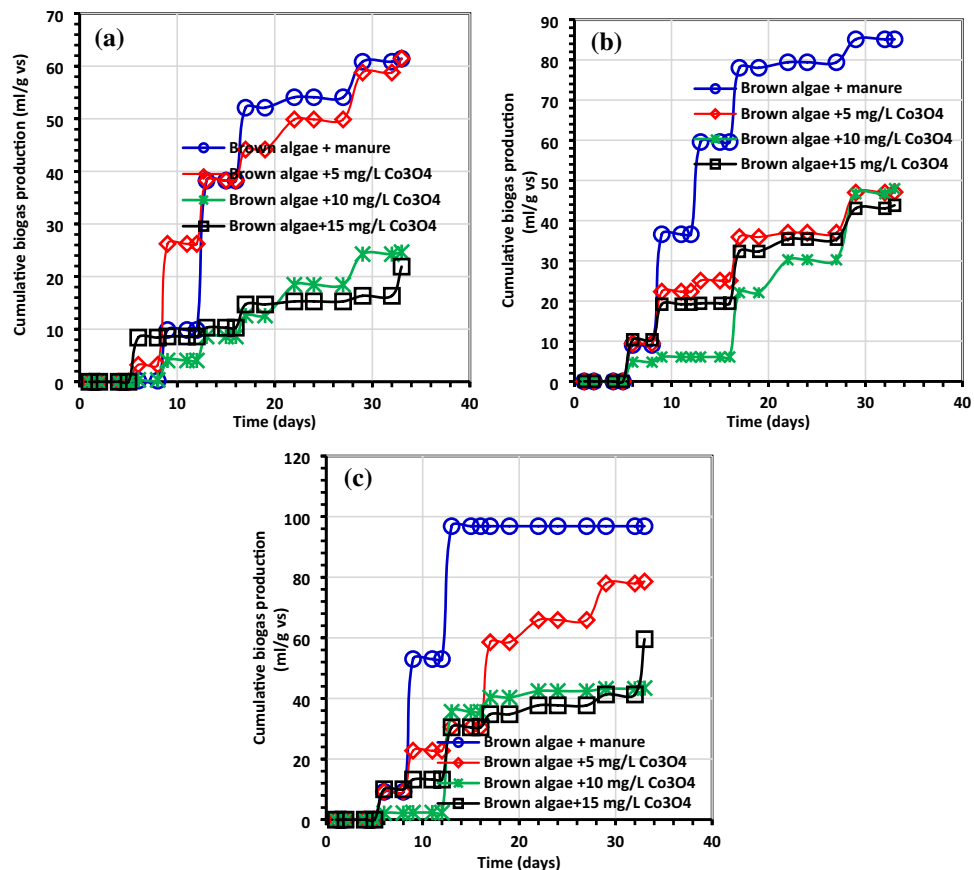 (a)
Cumulative biogas production (ml/g vs)
70
60
50
40
30
20
10
0
0 10 20 30 40
Time (days)
Brown algae + manure
Brown algae +5 mg/L Co3O4
Brown algae +10 mg/L Co3O4
Brown algae+15 mg/L Co3O4
(b)
Cumulative biogas production
(ml/g vs)
90
80
70
60
50
40
30
20
10
0
0 10 20 30 40
Time (days)
Brown algae + manure
Brown algae +5 mg/L Co3O4
Brown algae +10 mg/L Co3O4
Brown algae+15 mg/L Co3O4
(c)
Cumulative biogas production
(ml/g vs)
120
100
80
60
40
20
0
0 10 20 30 40
Time (days)
Brown algae + manure
Brown algae +5 mg/L Co3O4
Brown algae +10 mg/L Co3O4
Brown algae+15 mg/L Co3O4